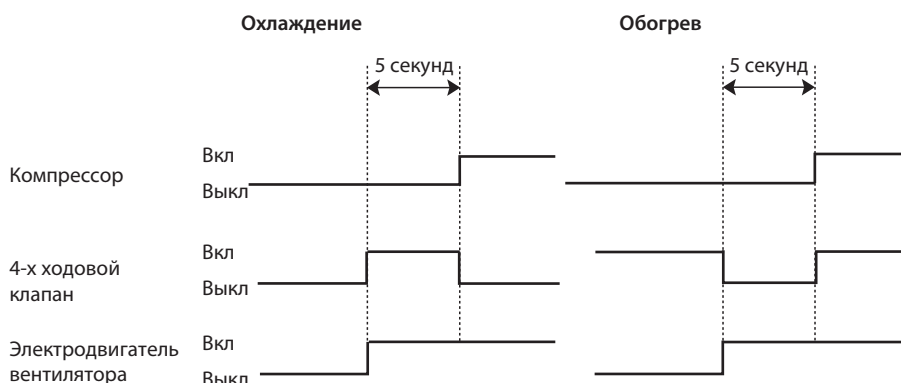 Охлаждение Обогрев
5 секунд 5 секунд
Компрессор
Вкл
Выкл
4-х ходовой
клапан
Вкл
Выкл
Электродвигатель
вентилятора
Вкл
Выкл